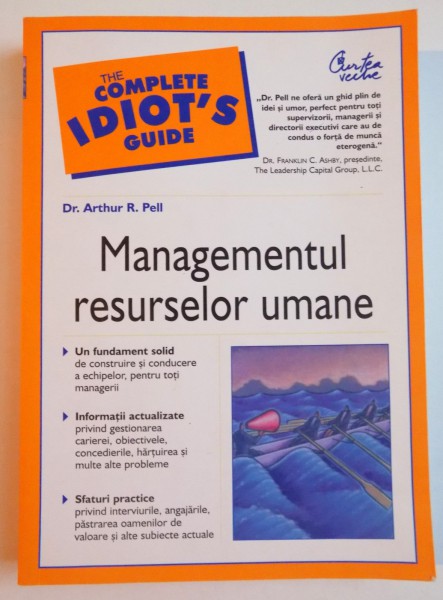 THE
COMPLETE
IDIOT'S
GUIDE
Curtea
veche
„Dr. Pell ne oferă un ghid plin de
idei și umor, perfect pentru toți
supervizorii, managerii și
directorii executivi care au de
condus o forță de muncă
eterogenă.”
DR. FRANKLIN C. ASHBY, președinte,
The Leadership Capital Group, L.L.C.
Dr. Arthur R. Pell
Managementul
resurselor umane
Un fundament solid
de construire și conducere
a echipelor, pentru toți
managerii
Informații actualizate
privind gestionarea
carierei, obiectivele,
concedierile, hărțuirea și
multe alte probleme
Sfaturi practice
privind interviurile, angajările,
păstrarea oamenilor de
valoare și alte subiecte actuale